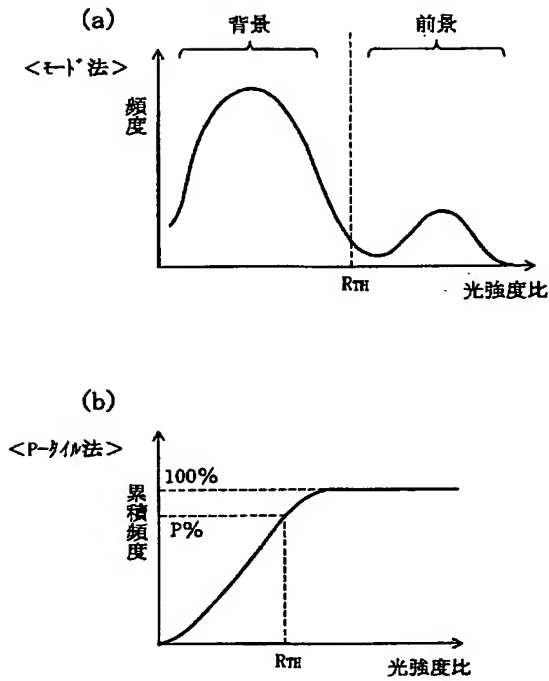 (a)
背景
前景
<モード法>
頻度
RTH
光強度比
(b)
<P-タイル法>
100%
P%
累積頻度
RTH
光強度比